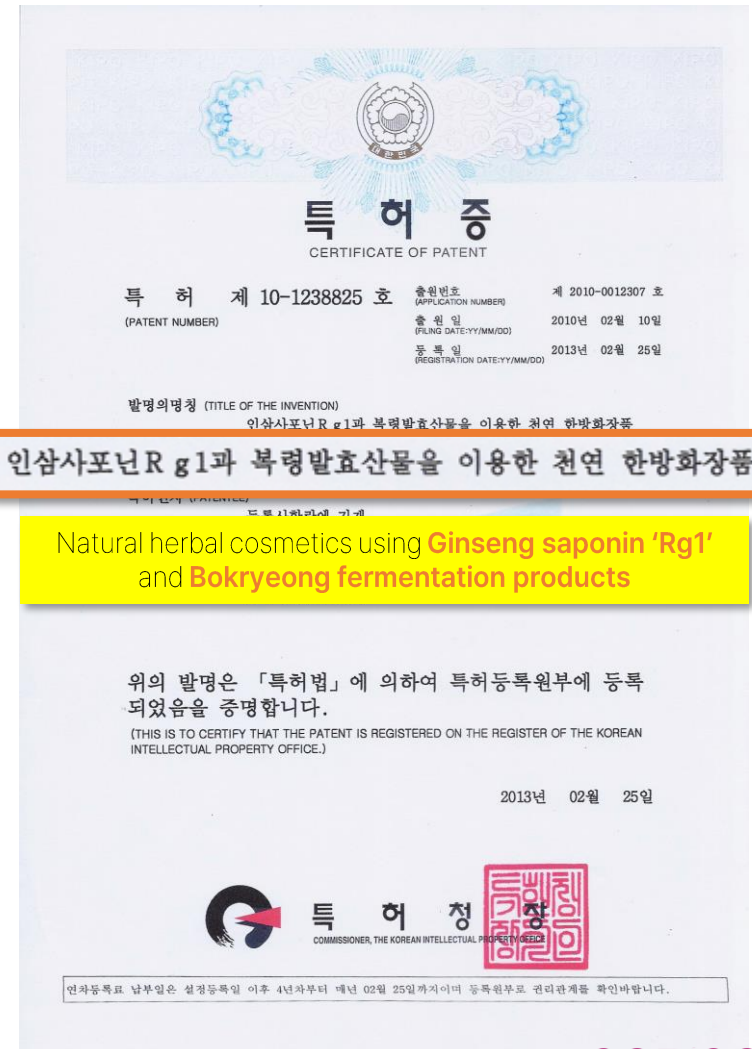 대한민국
특 허 증
CERTIFICATE OF PATENT
특 허 제 10-1238825 호
(PATENT NUMBER)
출원번호 제 2010-0012307 호
(APPLICATION NUMBER)
출 원 일 2010년 02월 10일
(FILING DATE:YY/MM/DD)
등 록 일 2013년 02월 25일
(REGISTRATION DATE:YY/MM/DD)
발명의명칭 (TITLE OF THE INVENTION)
인삼사포닌Rg1과 복령발효산물을 이용한 천연 한방화장품
인삼사포닌Rg1과 복령발효산물을 이용한 천연 한방화장품
Natural herbal cosmetics using Ginseng saponin ‘Rg1’
and Bokryeong fermentation products
위의 발명은 「특허법」에 의하여 특허등록원부에 등록
되었음을 증명합니다.
(THIS IS TO CERTIFY THAT THE PATENT IS REGISTERED ON THE REGISTER OF THE KOREAN
INTELLECTUAL PROPERTY OFFICE.)
2013년 02월 25일
특 허 청 장
COMMISSIONER, THE KOREAN INTELLECTUAL PROPERTY OFFICE
연차등록료 납부일은 설정등록일 이후 4년차부터 매년 02월 25일까지이며 등록원부로 권리관계를 확인바랍니다.